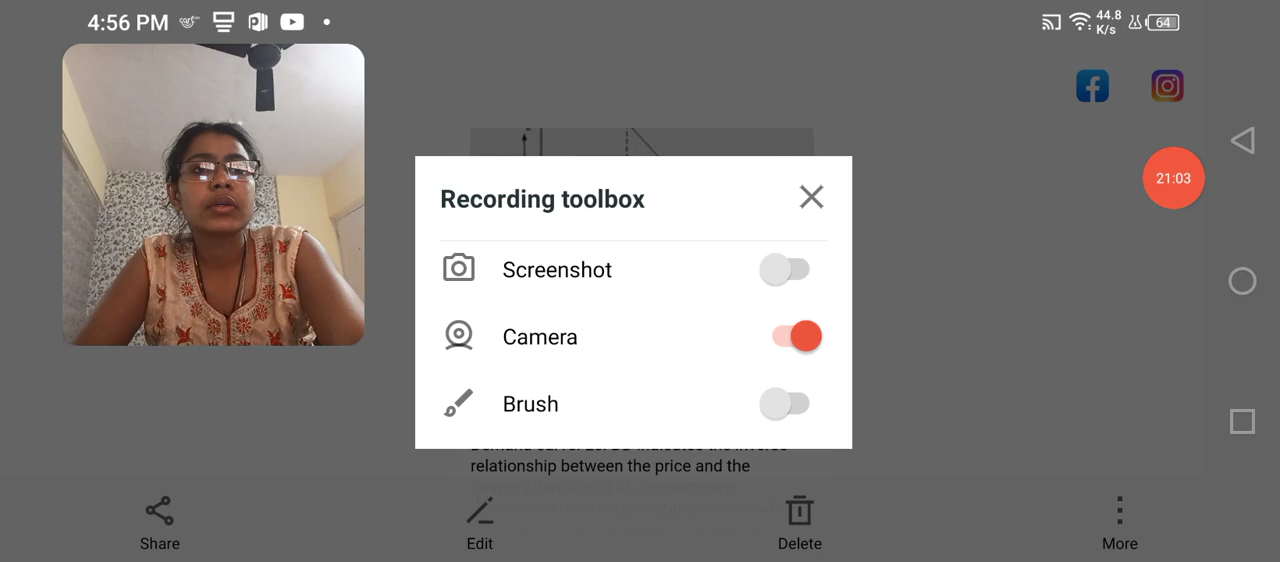 4:56 PM
44.8
K/s
64
21:03
Recording toolbox
Screenshot
Camera
Brush
relationship between the price and the
Share
Edit
Delete
More